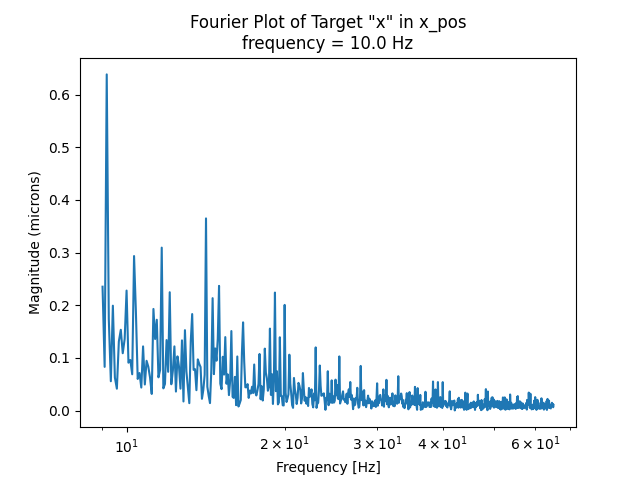 Fourier Plot of Target "x" in x_pos
frequency = 10.0 Hz
Magnitude (microns)
0.6
0.5
0.4
0.3
0.2
0.1
0.0
10¹ 2 × 10¹ 3 × 10¹ 4 × 10¹ 6 × 10¹
Frequency [Hz]